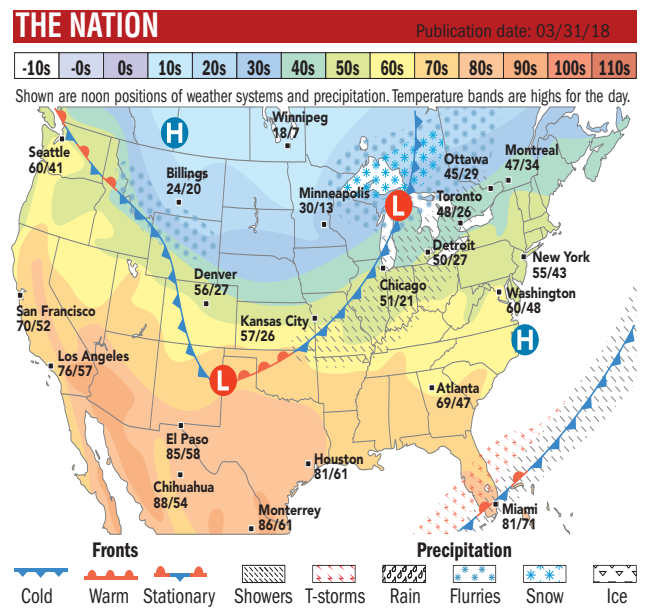 THE NATION
Publication date: 03/31/18
-10s -0s 0s 10s 20s 30s 40s 50s 60s 70s 80s 90s 100s 110s
Shown are noon positions of weather systems and precipitation. Temperature bands are highs for the day.
Winnipeg
18/7
H
Seattle
60/41
Billings
24/20
Minneapolis
30/13
Ottawa
45/29
Montreal
47/34
Toronto
48/26
L
Detroit
50/27
New York
55/43
Denver
56/27
Chicago
51/21
Washington
60/48
San Francisco
70/52
Kansas City
57/26
H
Los Angeles
76/57
L
Atlanta
69/47
El Paso
85/58
Houston
81/61
Chihuahua
88/54
Monterrey
86/61
Miami
81/71
Fronts
Precipitation
Cold Warm Stationary Showers T-storms Rain Flurries Snow Ice